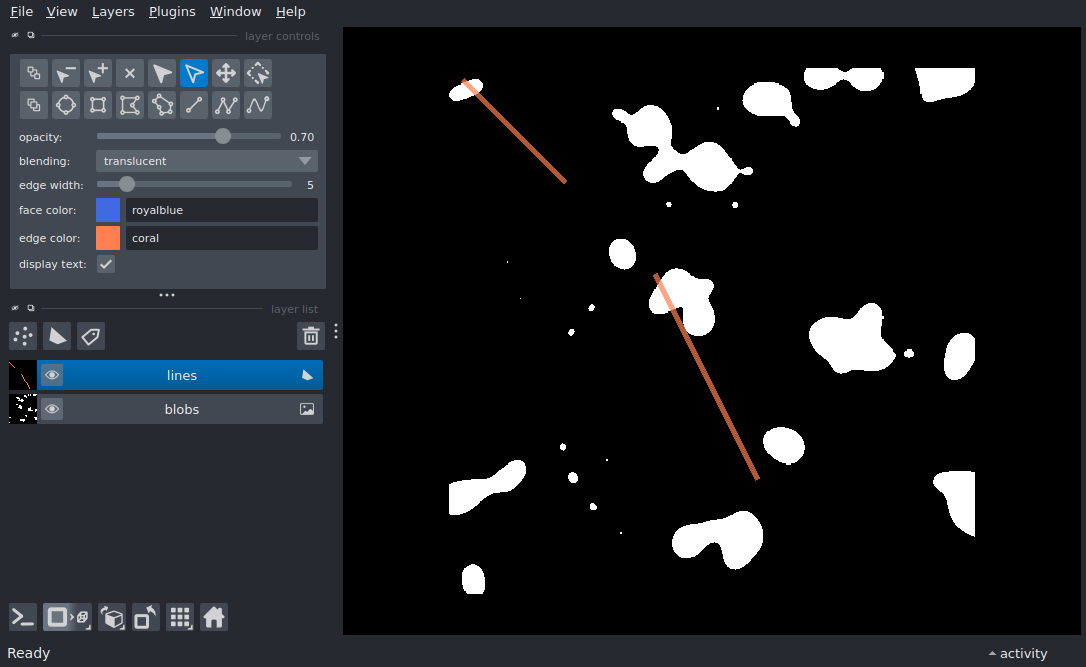 File View Layers Plugins Window Help
layer controls
opacity: 0.70
blending: translucent
edge width: 5
face color: royalblue
edge color: coral
display text:
layer list
lines
blobs
Ready
activity